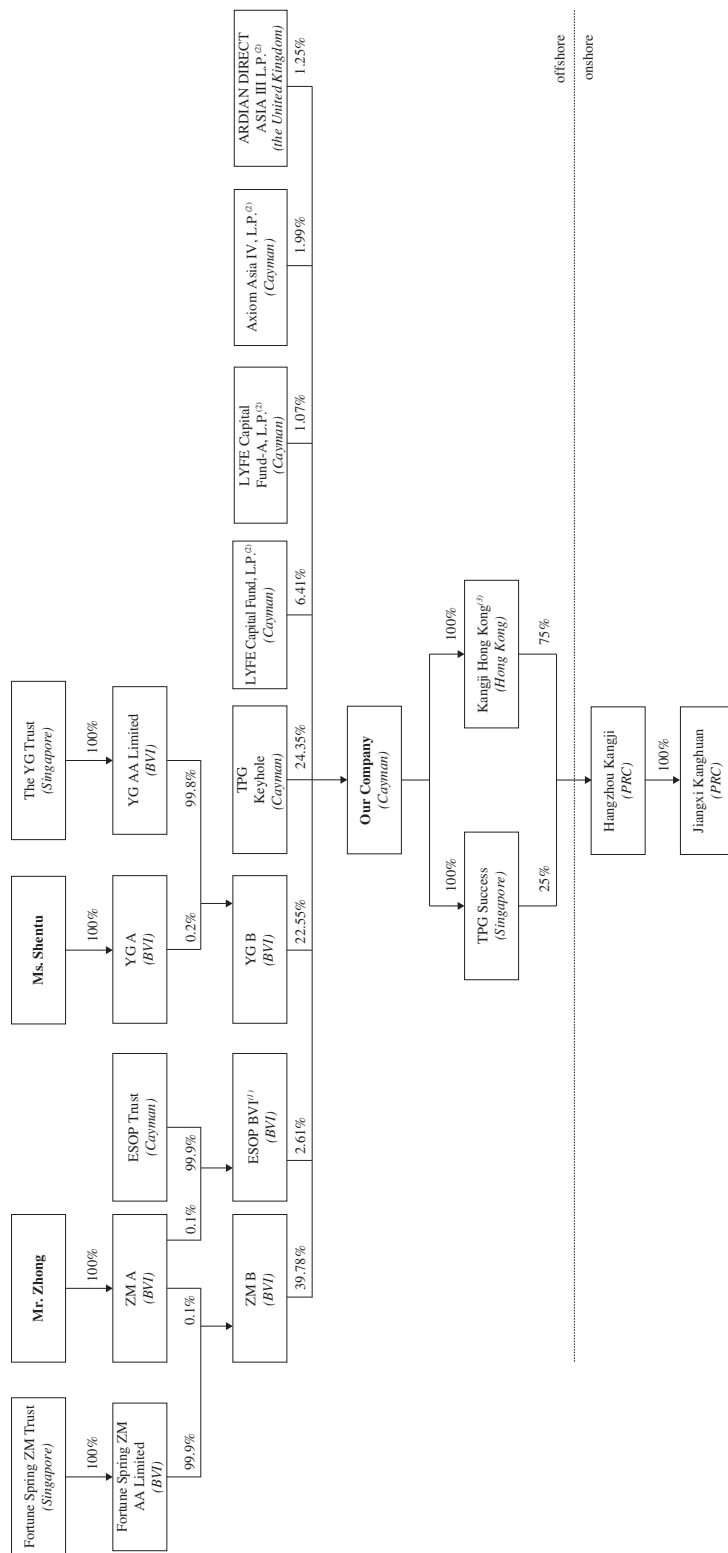 Fortune Spring ZM Trust
(Singapore)
Mr. Zhong
Ms. Shentu
The YG Trust
(Singapore)
100%
100%
100%
100%
Fortune Spring ZM
AA Limited
(BVI)
ZM A
(BVI)
ESOP Trust
(Cayman)
YG A
(BVI)
YG AA Limited
(BVI)
99.9%
0.1%
0.1%
99.9%
0.2%
99.8%
ZM B
(BVI)
ESOP BVI(1)
(BVI)
YG B
(BVI)
TPG
Keyhole
(Cayman)
LYFE Capital Fund, L.P.(2)
(Cayman)
LYFE Capital
Fund-A, L.P.(2)
(Cayman)
Axiom Asia IV, L.P.(2)
(Cayman)
ARDIAN DIRECT
ASIA III L.P.(2)
(the United Kingdom)
39.78%
2.61%
22.55%
24.35%
6.41%
1.07%
1.99%
1.25%
Our Company
(Cayman)
100%
100%
TPG Success
(Singapore)
Kangji Hong Kong(3)
(Hong Kong)
25%
75%
offshore
onshore
Hangzhou Kangji
(PRC)
100%
Jiangxi Kanghuan
(PRC)